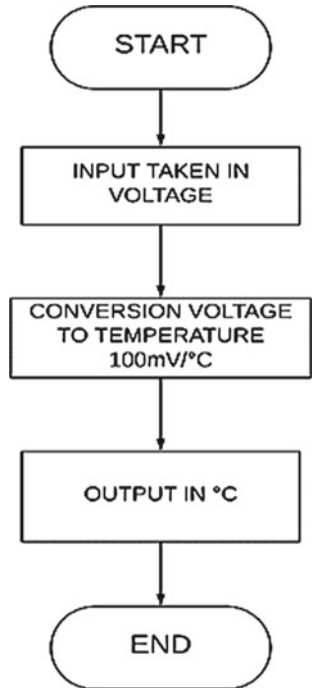 START
INPUT TAKEN IN
VOLTAGE
CONVERSION VOLTAGE
TO TEMPERATURE
100mV/°C
OUTPUT IN °C
END